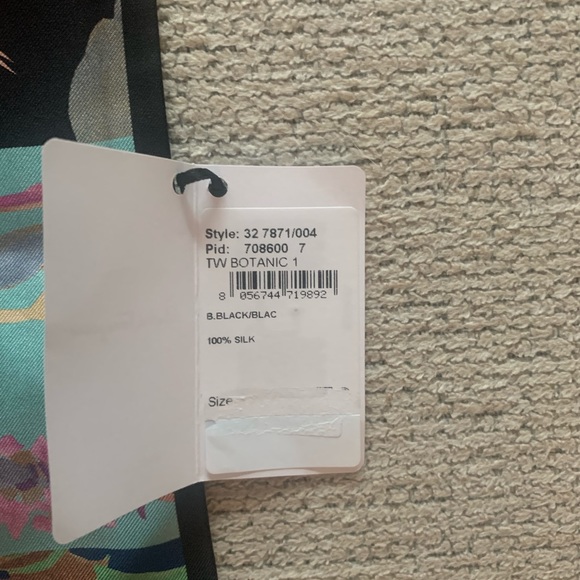 Style: 32 7871/004
Pid: 708600 7
TW BOTANIC 1
8 056744 719892
B.BLACK/BLAC
100% SILK
Size